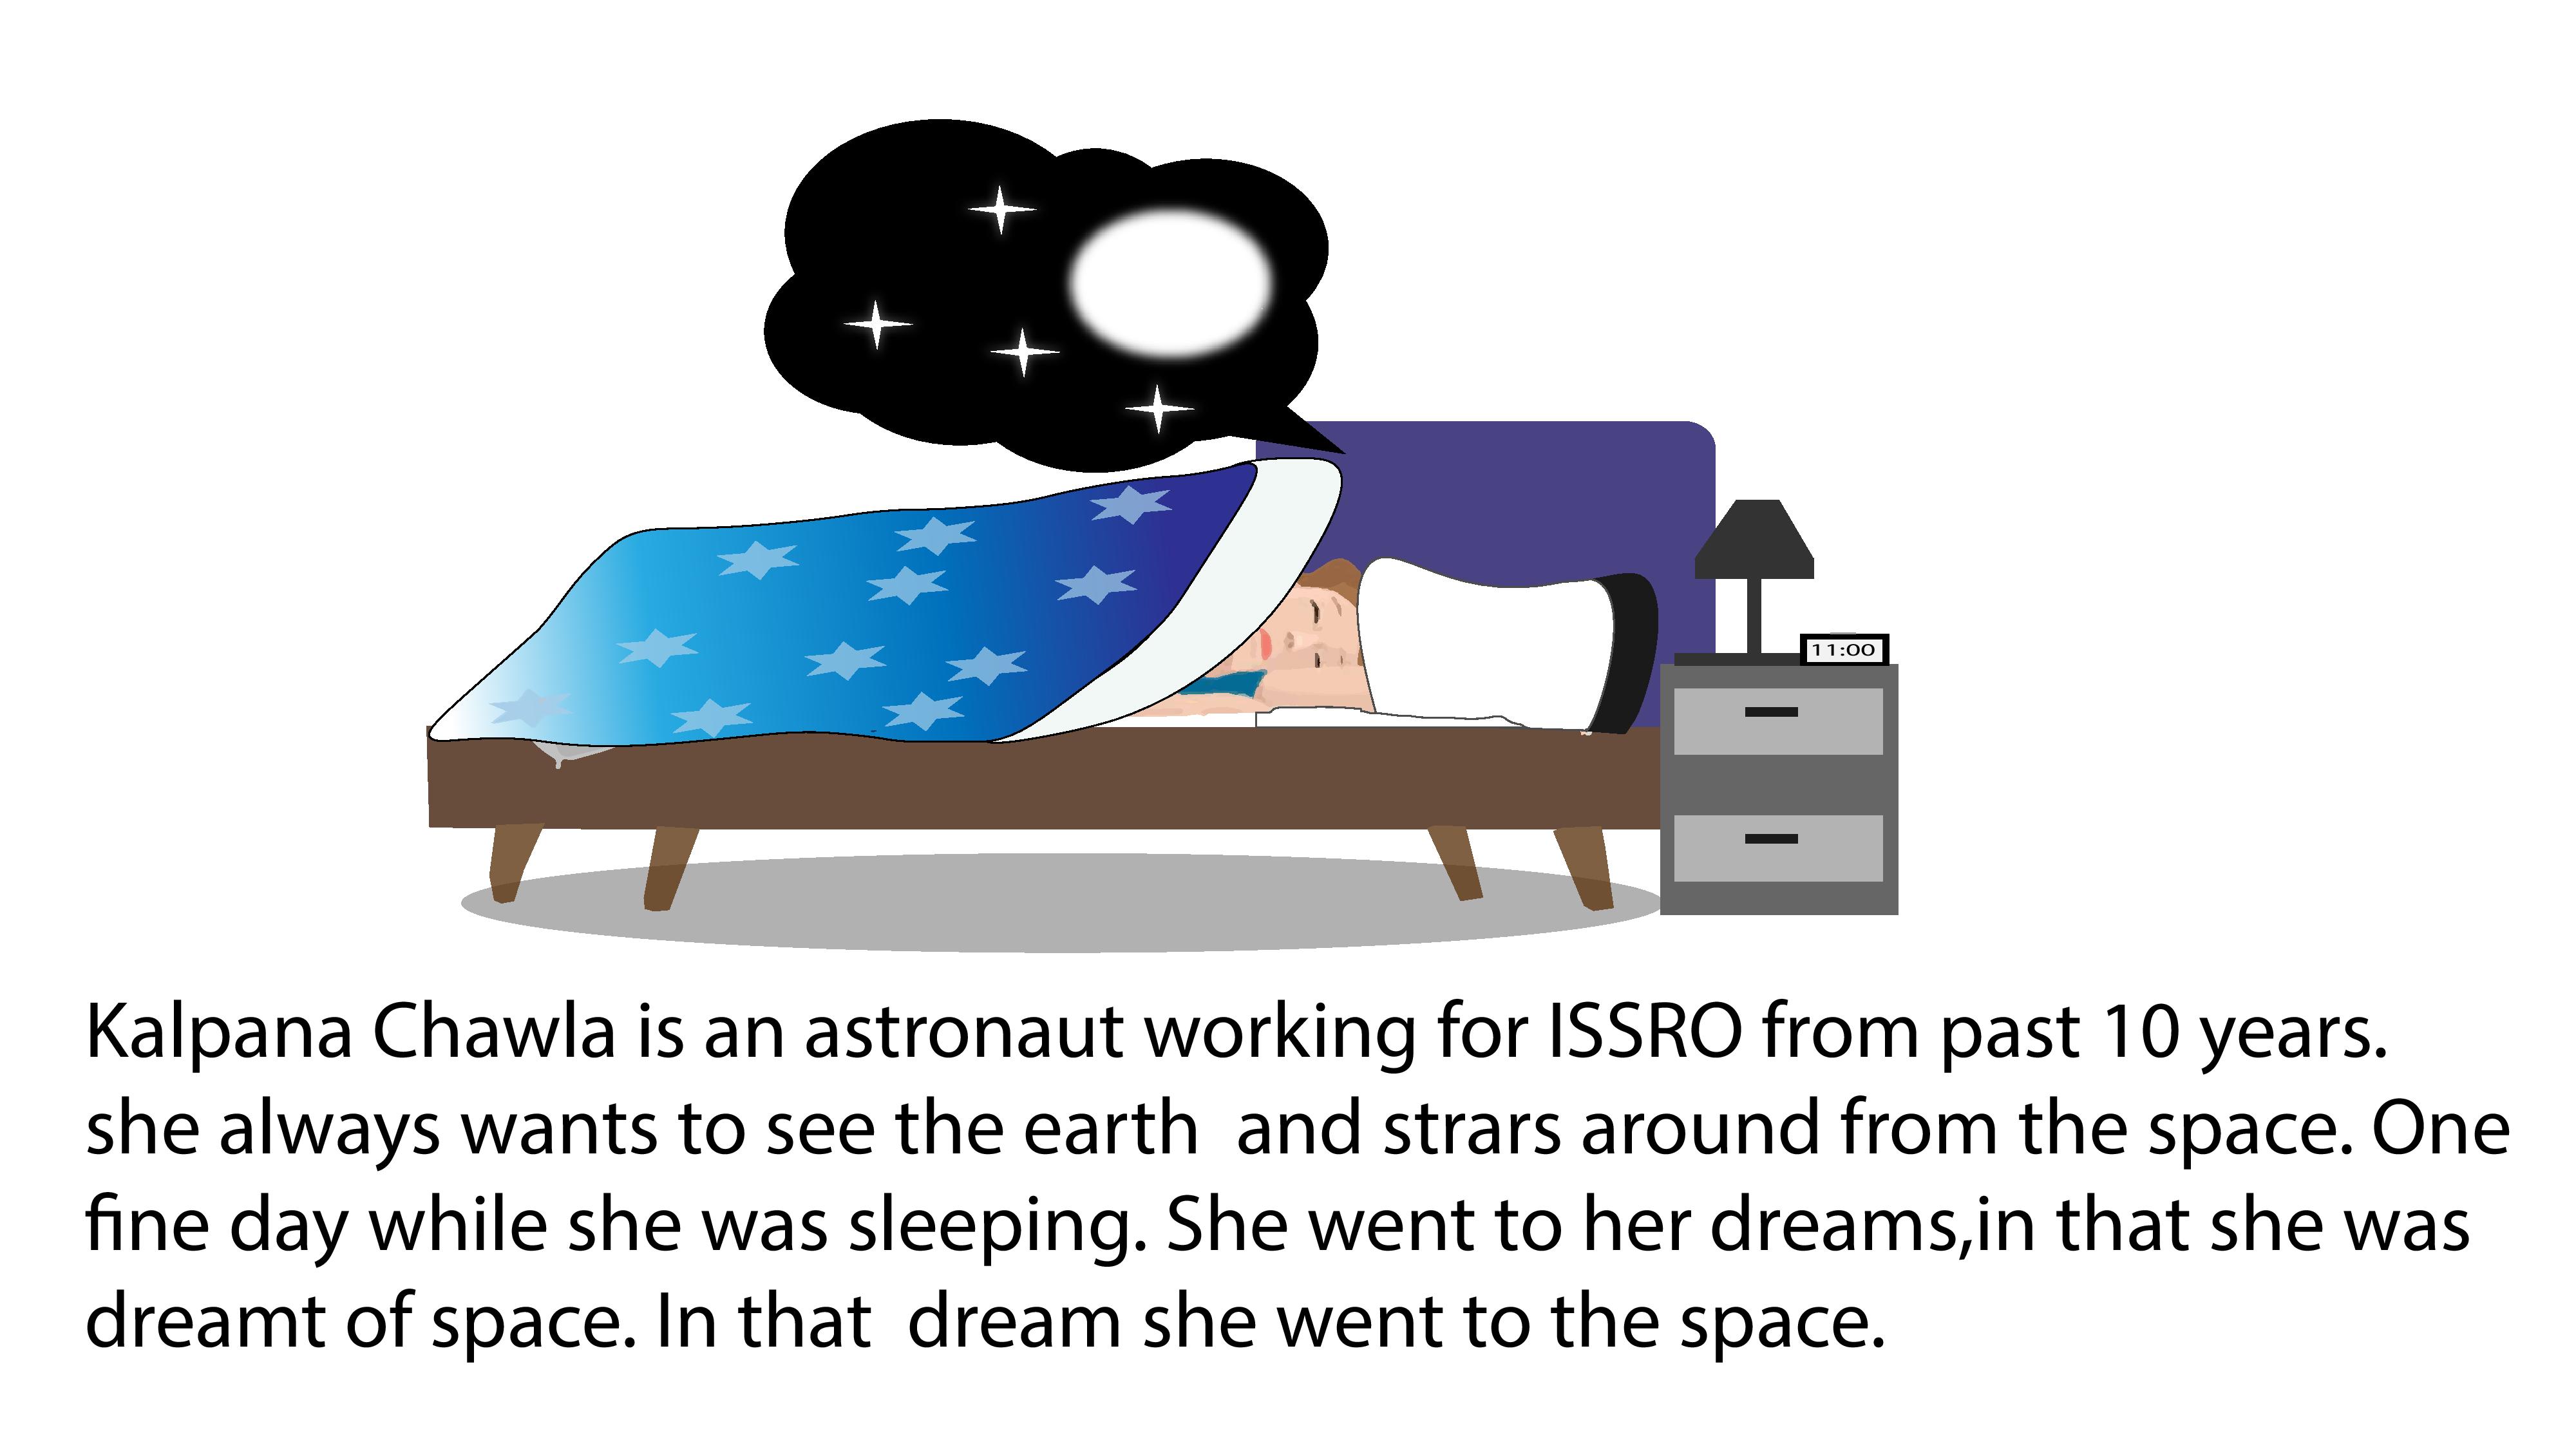 11:00
Kalpana Chawla is an astronaut working for ISSRO from past 10 years.
she always wants to see the earth  and strars around from the space. One
fine day while she was sleeping. She went to her dreams,in that she was
dreamt of space. In that  dream she went to the space.